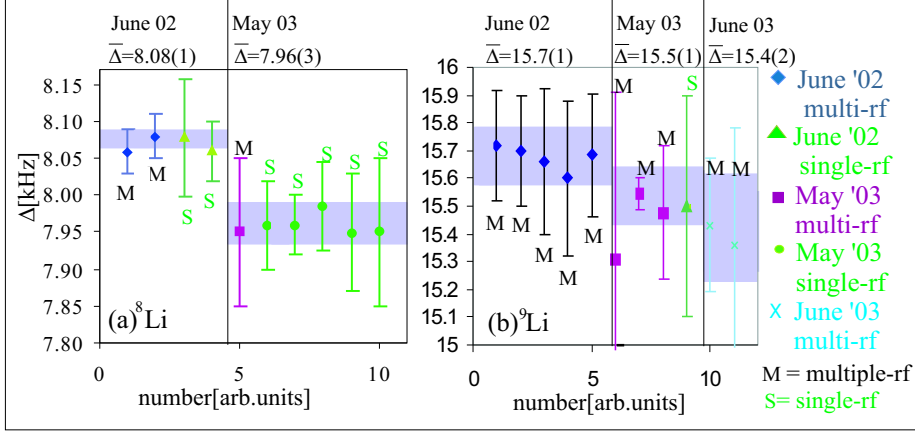 June 02
Δ̅=8.08(1)
May 03
Δ̅=7.96(3)
8.15
8.10
8.05
8.00
7.95
7.90
7.85
7.80
Δ[kHz]
M
M
S
S
M
S
S
S
S
S
(a)⁸Li
0
5
10
number[arb.units]
June 02
Δ̅=15.7(1)
May 03
Δ̅=15.5(1)
June 03
Δ̅=15.4(2)
16
15.9
15.8
15.7
15.6
15.5
15.4
15.3
15.2
15.1
15
M
M
M
M
M
M
M
M
S
M
M
(b)⁹Li
0
5
10
number[arb.units]
June '02
multi-rf
June '02
single-rf
May '03
multi-rf
May '03
single-rf
June '03
multi-rf
M = multiple-rf
S= single-rf